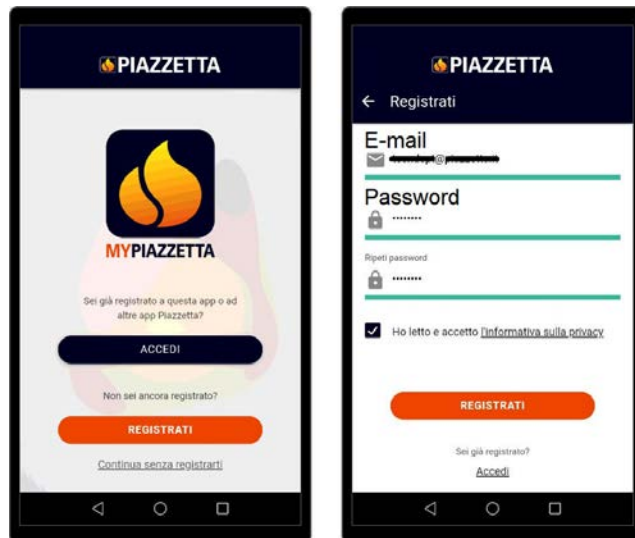 PIAZZETTA
MYPIAZZETTA
Sei già registrato a questa app o ad
altre app Piazzetta?
ACCEDI
Non sei ancora registrato?
REGISTRATI
Continua senza registrarti
PIAZZETTA
Registrati
E-mail
Password
Ripeti password
Ho letto e accetto l'informativa sulla privacy
REGISTRATI
Sei già registrato?
Accedi